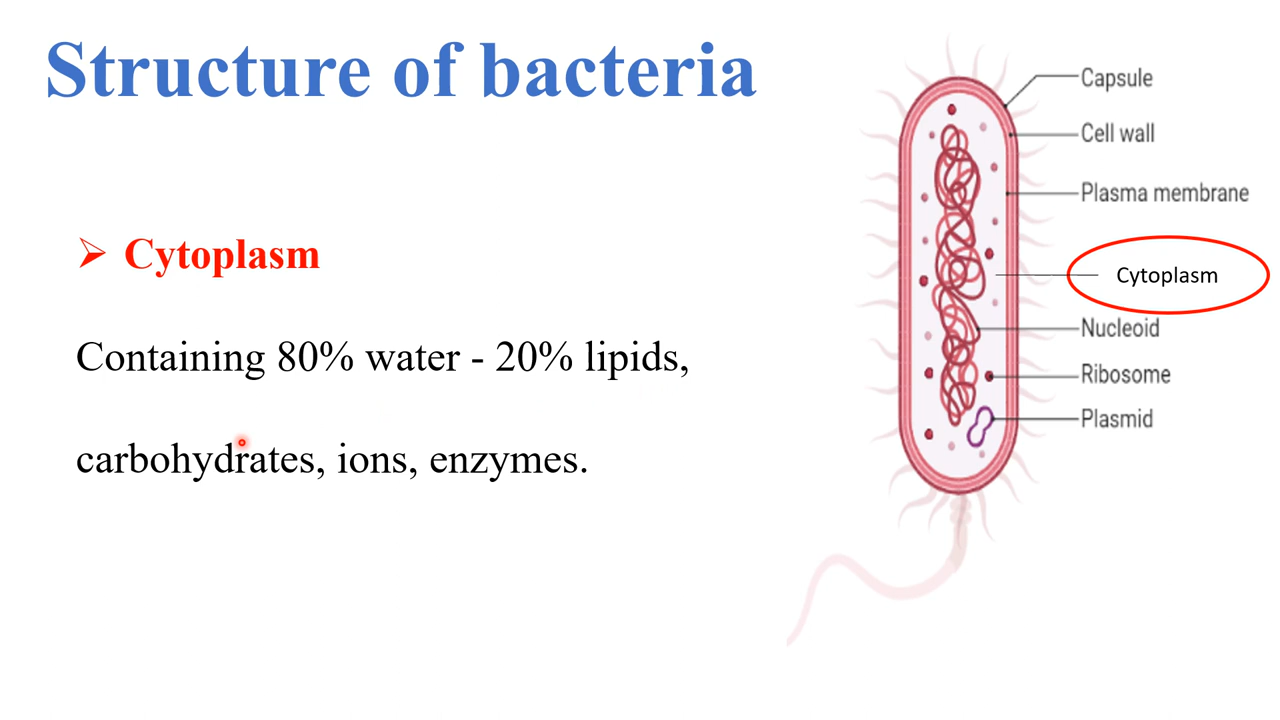 Structure of bacteria
Cytoplasm
Containing 80% water - 20% lipids,
carbohydrates, ions, enzymes.
Capsule
Cell wall
Plasma membrane
Cytoplasm
Nucleoid
Ribosome
Plasmid